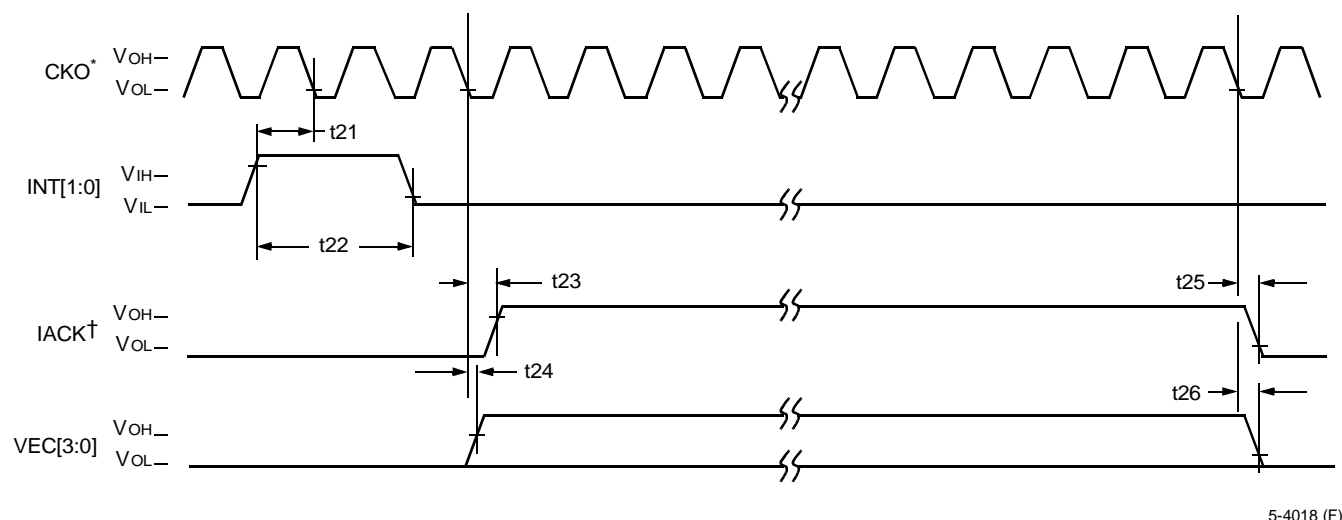 CKO*
VOH
VOL
t21
INT[1:0]
VIH
VIL
t22
t23
t25
IACK†
VOH
VOL
t24
t26
VEC[3:0]
VOH
VOL
5-4018 (F)